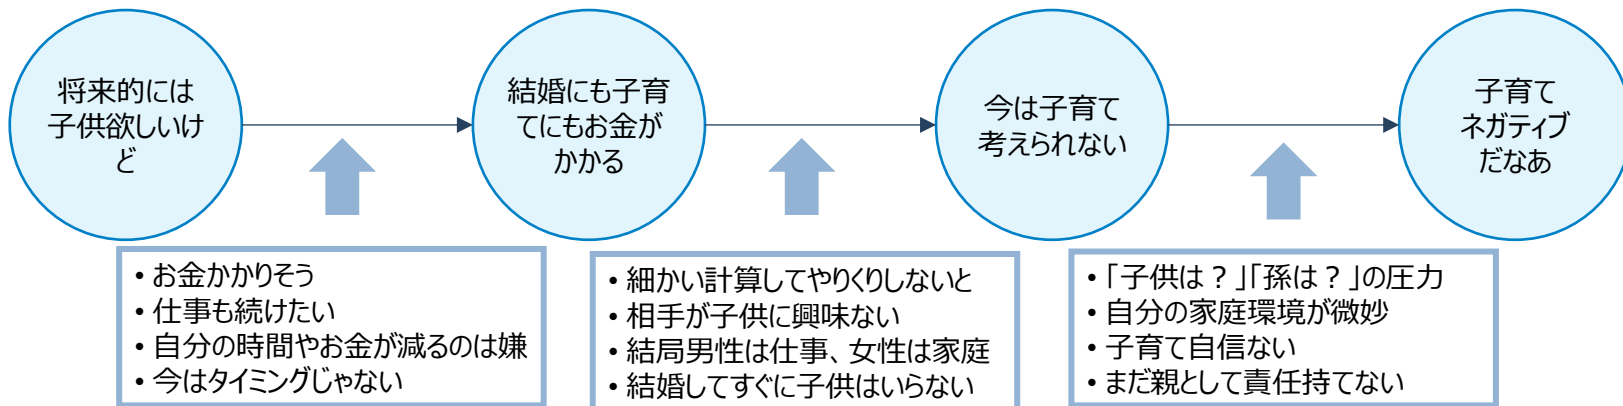 将来的には
子供欲しいけ
ど
結婚にも子育
てにもお金が
かかる
今は子育て
考えられない
子育て
ネガティブ
だなあ
• お金かかりそう
• 仕事も続けたい
• 自分の時間やお金が減るのは嫌
• 今はタイミングじゃない
• 細かい計算してやりくりしないと
• 相手が子供に興味ない
• 結局男性は仕事、女性は家庭
• 結婚してすぐに子供はいらない
• 「子供は？」「孫は？」の圧力
• 自分の家庭環境が微妙
• 子育て自信ない
• まだ親として責任持てない